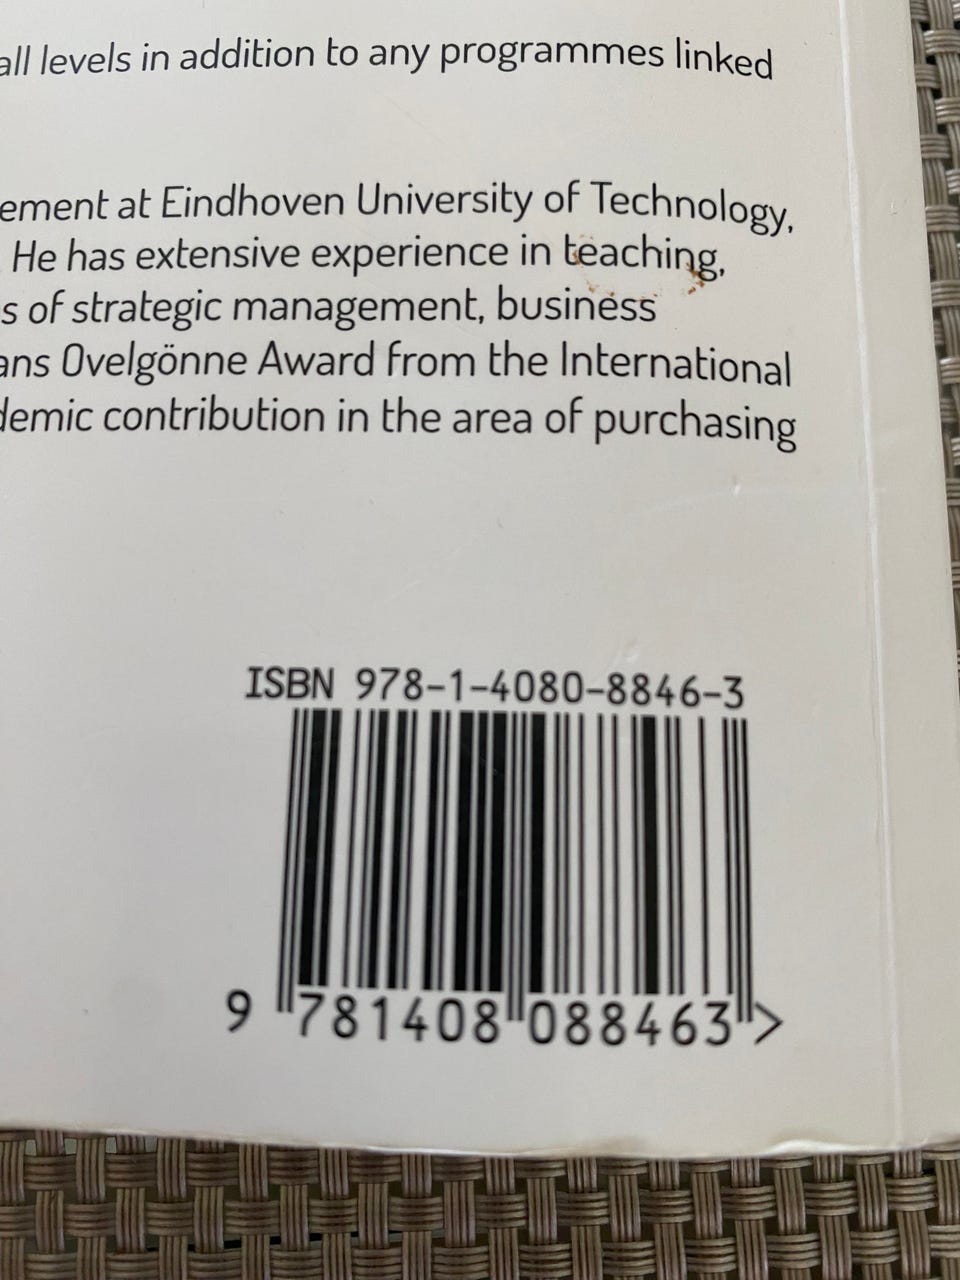 all levels in addition to any programmes linked
ement at Eindhoven University of Technology,
. He has extensive experience in teaching,
s of strategic management, business
ans Ovelgönne Award from the International
demic contribution in the area of purchasing
ISBN 978-1-4080-8846-3
9 781408 088463 >